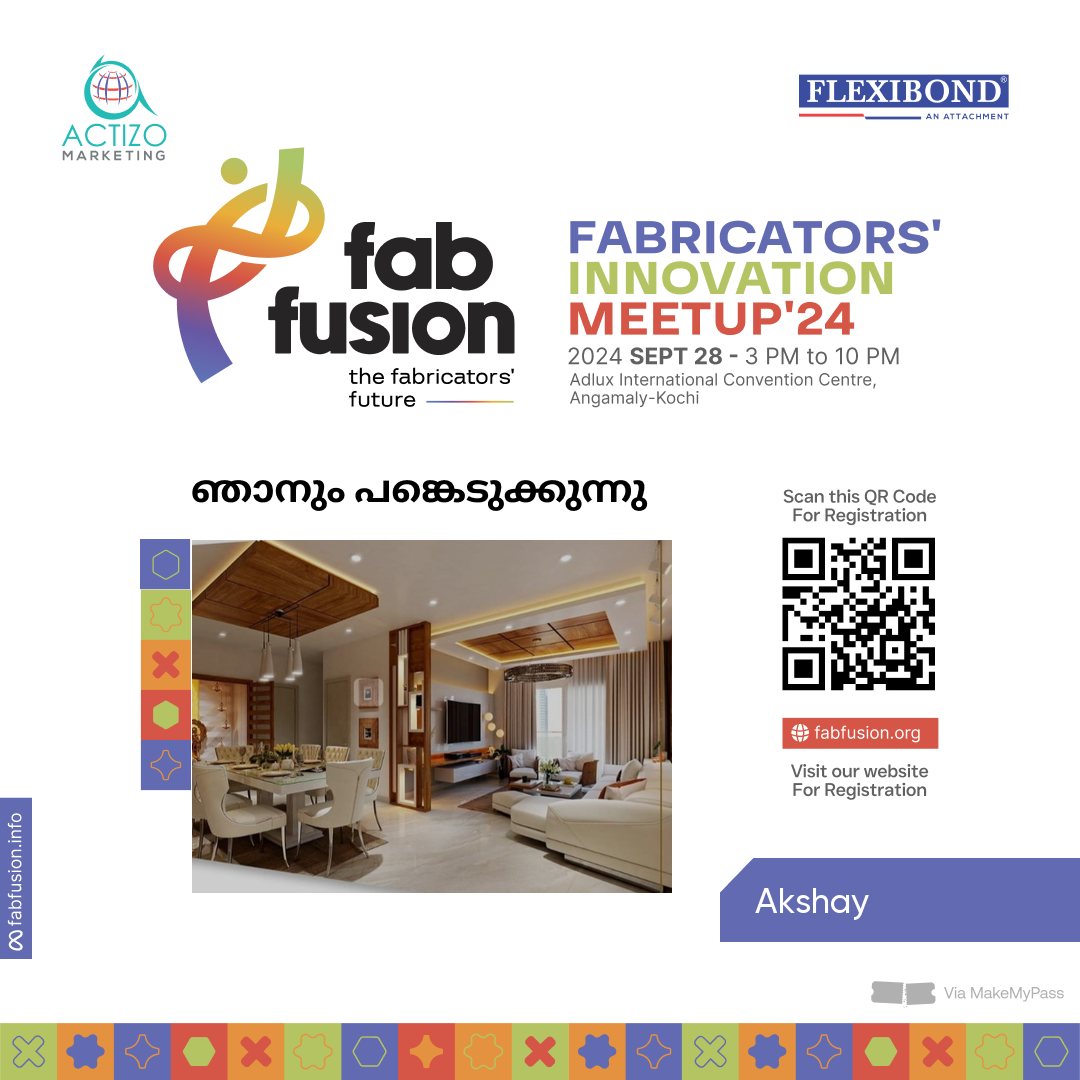 ACTIZO
MARKETING
FLEXIBOND®
AN ATTACHMENT
fab
fusion
the fabricators'
future
FABRICATORS'
INNOVATION
MEETUP'24
2024 SEPT 28 - 3 PM to 10 PM
Adlux International Convention Centre,
Angamaly-Kochi
ഞാനും പങ്കെടുക്കുന്നു
Scan this QR Code
For Registration
fabfusion.org
Visit our website
For Registration
fabfusion.info
Akshay
Via MakeMyPass